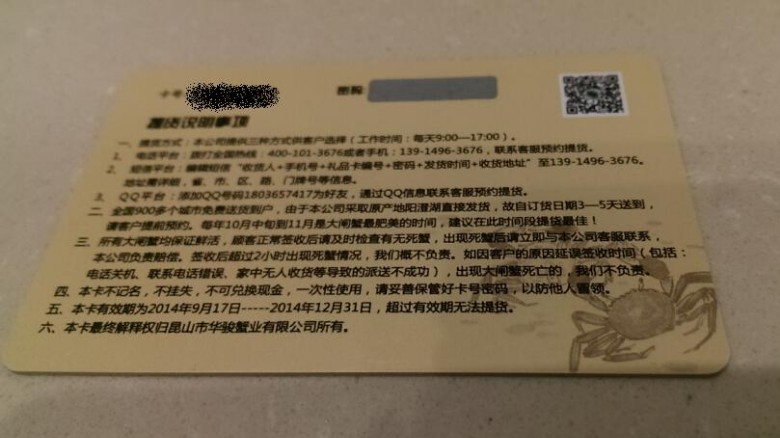 卡号
密码
提货说明事项
一、提货方式：本公司提供三种方式供客户选择（工作时间：每天9:00—17:00）。
1、电话平台：拨打全国热线：400-101-3676或者手机：139-1496-3676，联系客服预约提货。
2、短信平台：编辑短信“收货人+手机号+礼品卡编号+密码+发货时间+收货地址”至139-1496-3676。
地址需详细，省、市、区、路、门牌号等信息。
3、QQ平台：添加QQ号码1803657417为好友，通过QQ信息联系客服预约提货。
二、全国900多个城市免费送货到户，由于本公司采取原产地阳澄湖直接发货，故自订货日期3—5天送到，
请客户提前预约。每年10月中旬到11月是大闸蟹最肥美的时间，建议在此时间段提货最佳！
三、所有大闸蟹均保证鲜活，顾客正常签收后请及时检查有无死蟹，出现死蟹后请立即与本公司客服联系，
本公司负责赔偿。签收后超过2小时出现死蟹情况，我们概不负责。如因客户的原因延误签收时间（包括：
电话关机、联系电话错误、家中无人收货等导致的派送不成功），出现大闸蟹死亡的，我们不负责。
四、本卡不记名，不挂失，不可兑换现金，一次性使用，请妥善保管好卡号密码，以防他人冒领。
五、本卡有效期为2014年9月17日-----2014年12月31日，超过有效期无法提货。
六、本卡最终解释权归昆山市华骏蟹业有限公司所有。